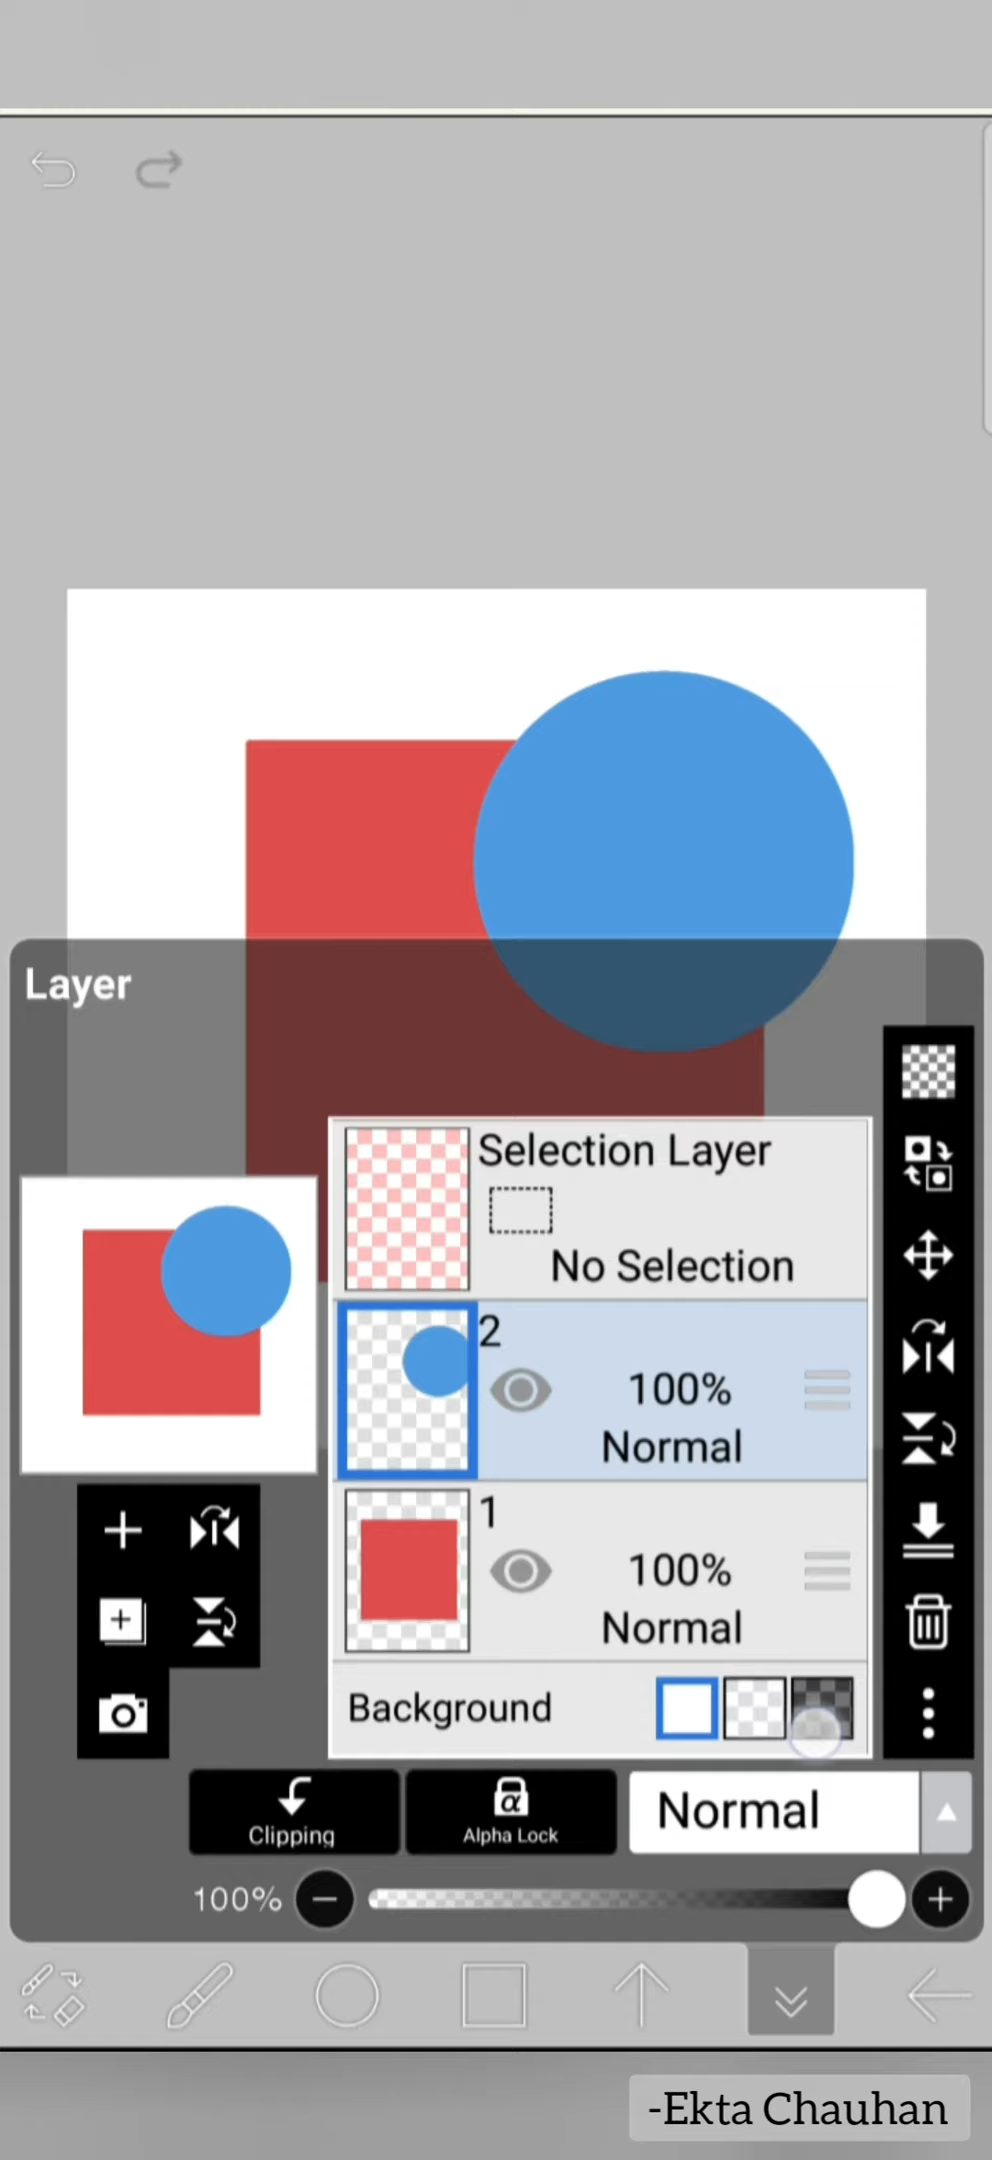 Layer
Selection Layer
No Selection
2
100%
Normal
1
100%
Normal
Background
Clipping
α
Alpha Lock
Normal
100%
-Ekta Chauhan